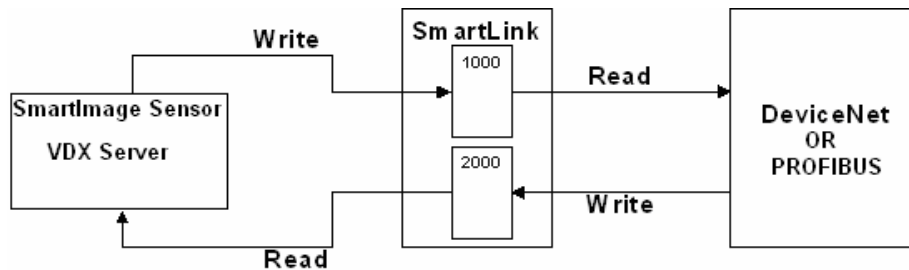 Write
SmartImage Sensor
VDX Server
Read
SmartLink
1000
2000
Read
Write
DeviceNet
OR
PROFIBUS